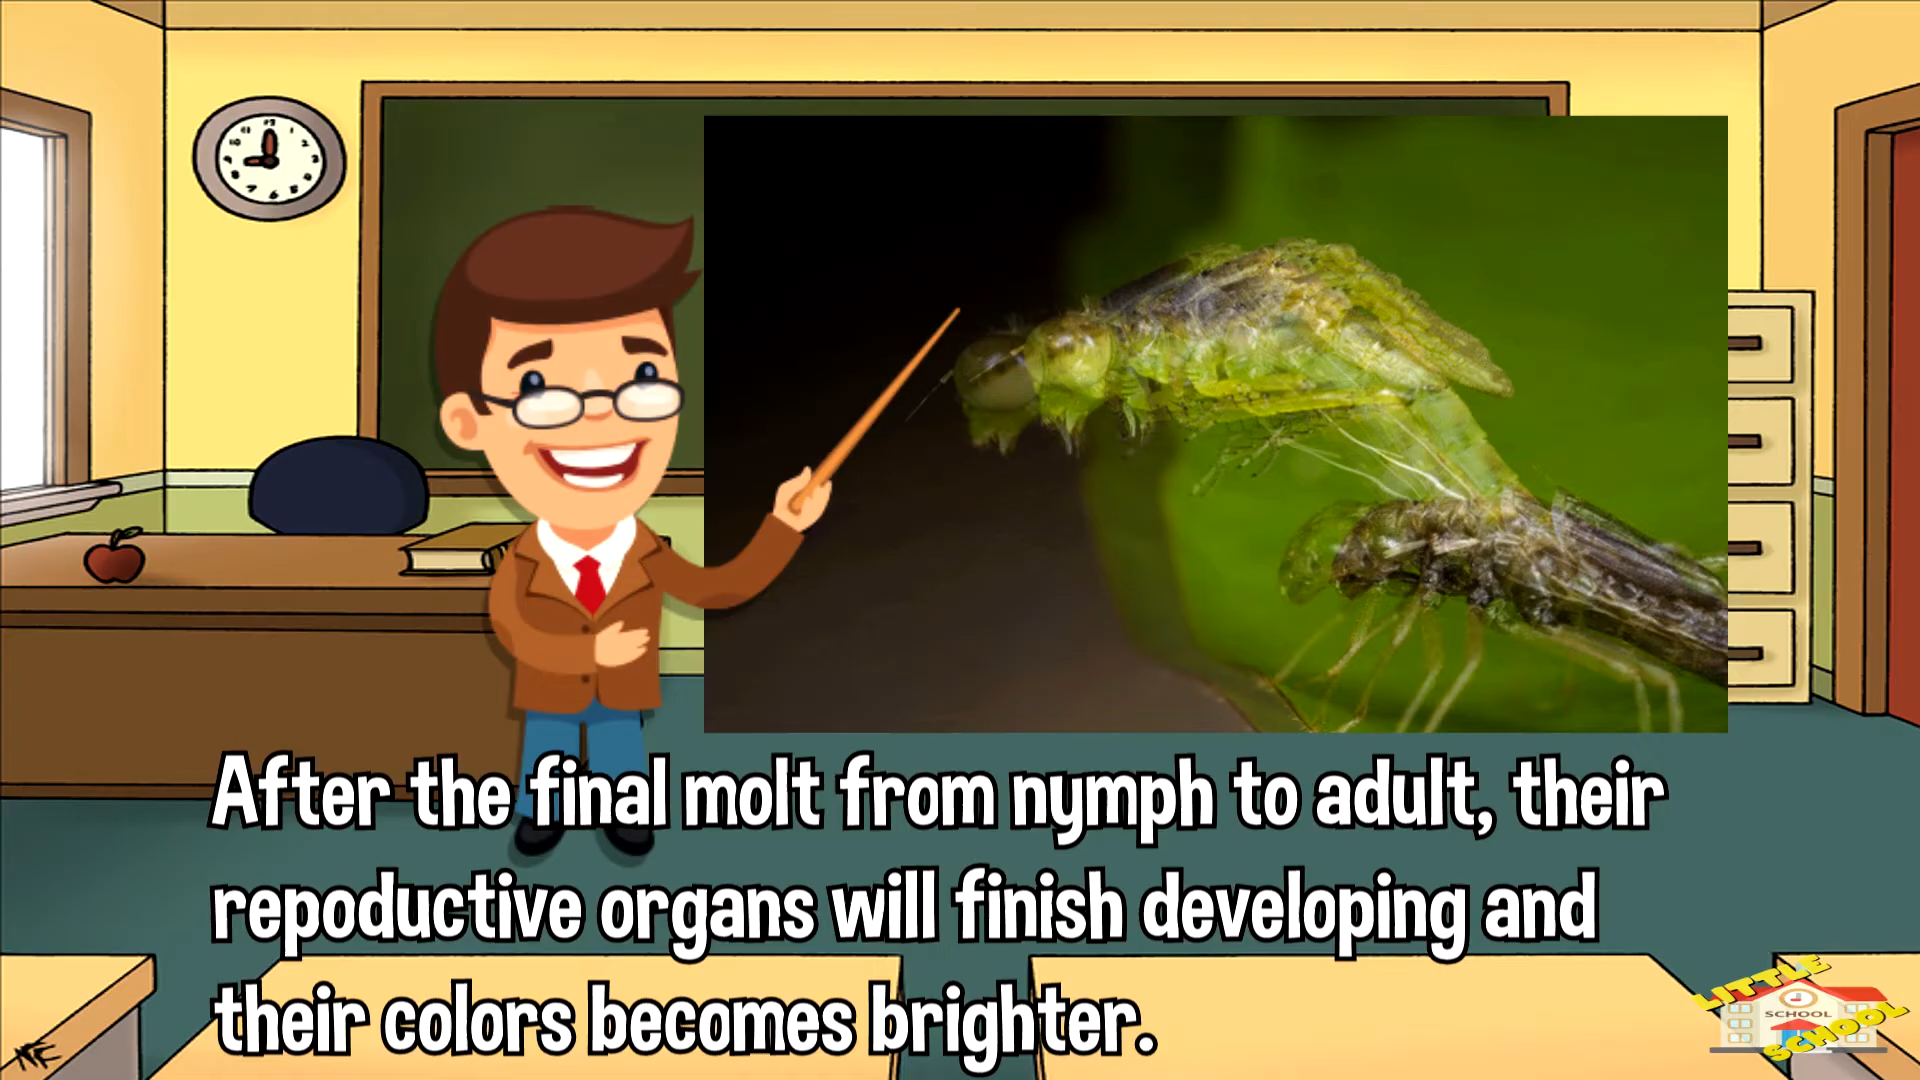 After the final molt from nymph to adult, their
repoductive organs will finish developing and
their colors becomes brighter.
LITTLE
SCHOOL
SCHOOL